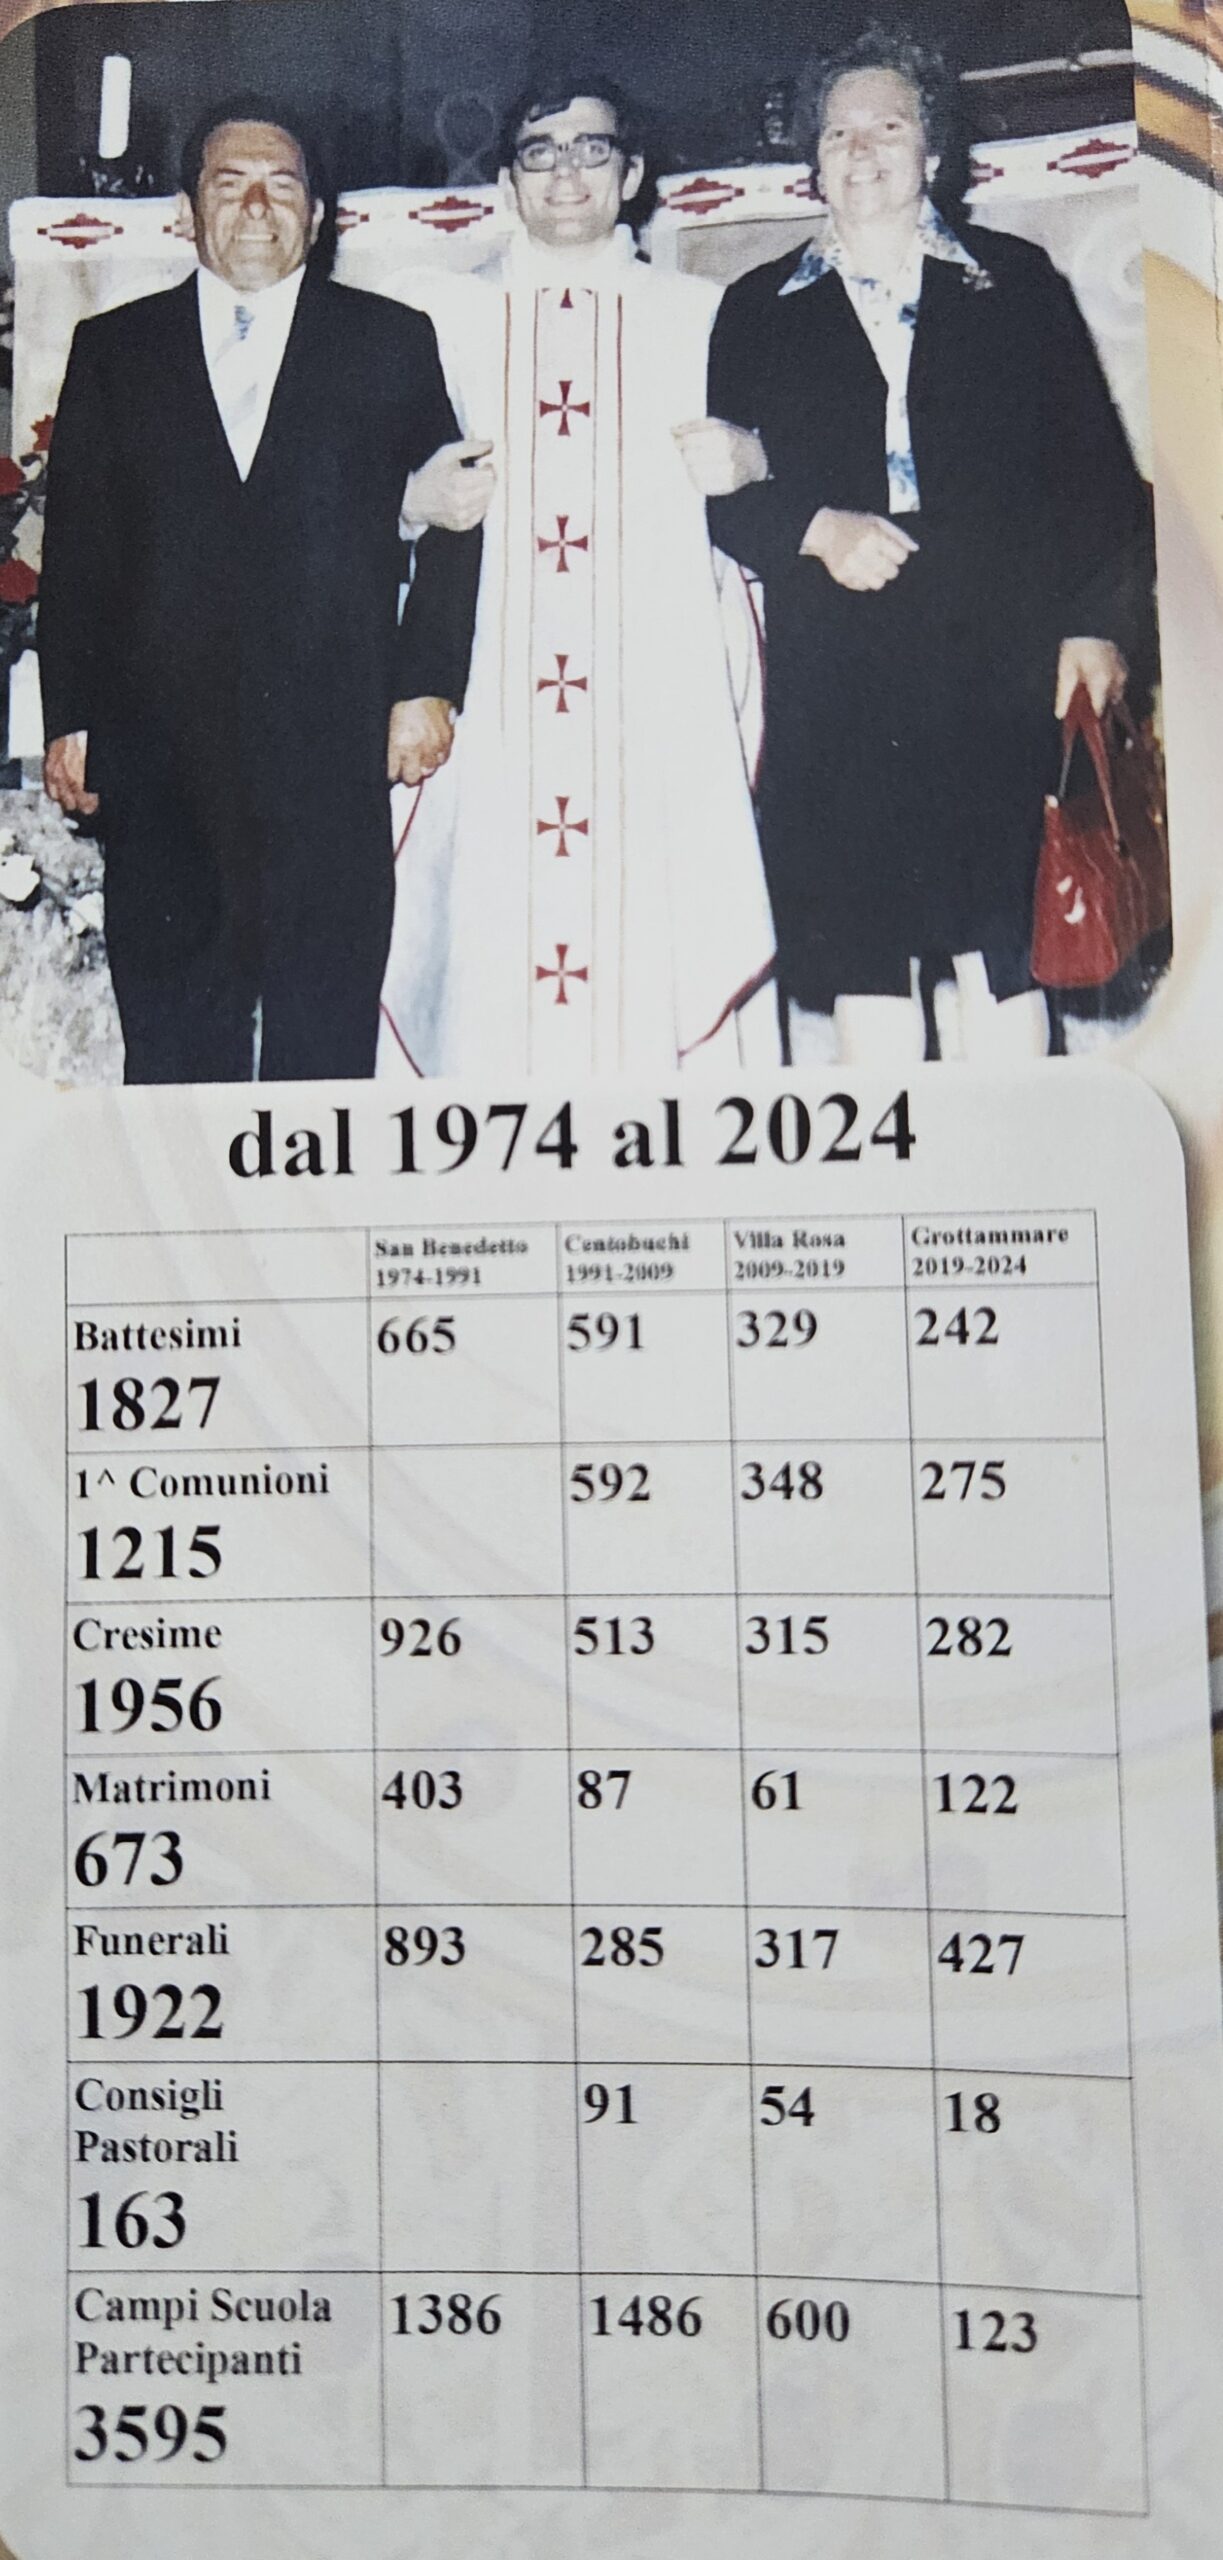 dal 1974 al 2024
San Benedetto Centobuchi Villa Rosa Grottammare
1974-1991 1991-2009 2009-2019 2019-2024
Battesimi 665 591 329 242
1827
1^ Comunioni 592 348 275
1215
Cresime 926 513 315 282
1956
Matrimoni 403 87 61 122
673
Funerali 893 285 317 427
1922
Consigli 91 54 18
Pastorali
163
Campi Scuola 1386 1486 600 123
Partecipanti
3595